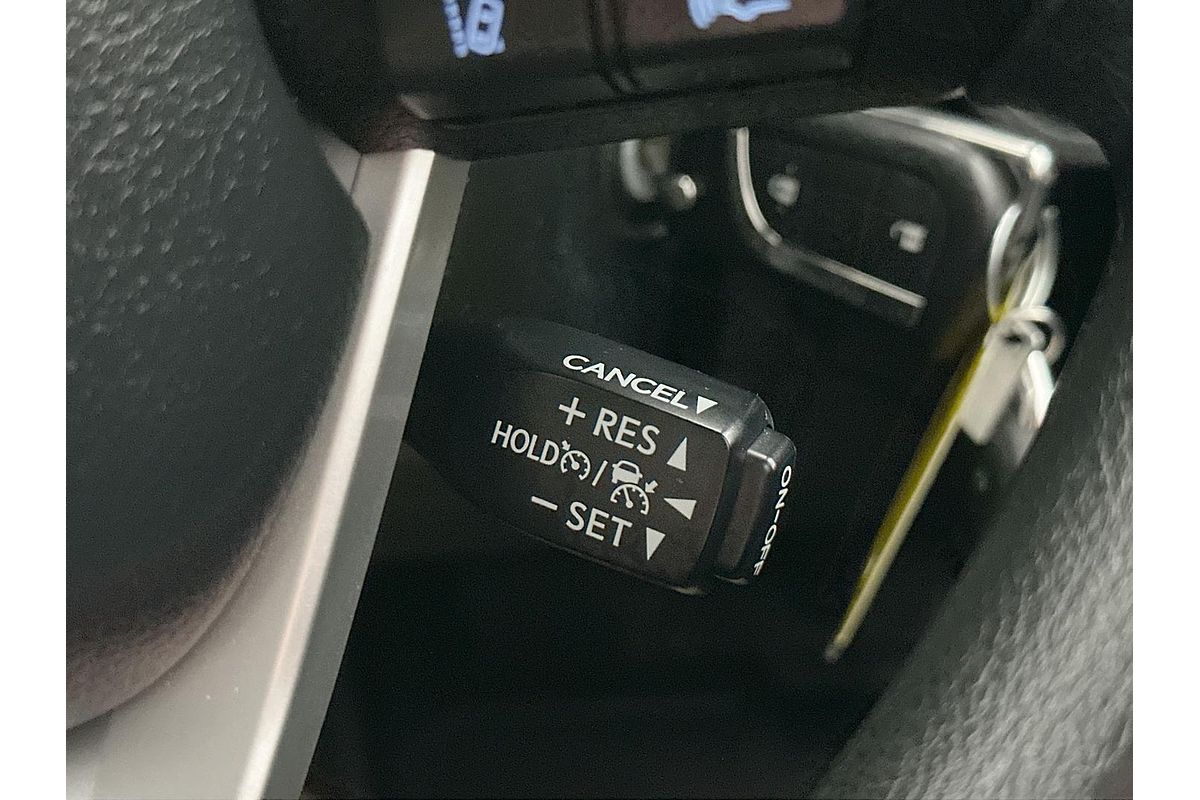 CANCEL▼
+ RES ▲
HOLD /
− SET ▼
ON-OFF